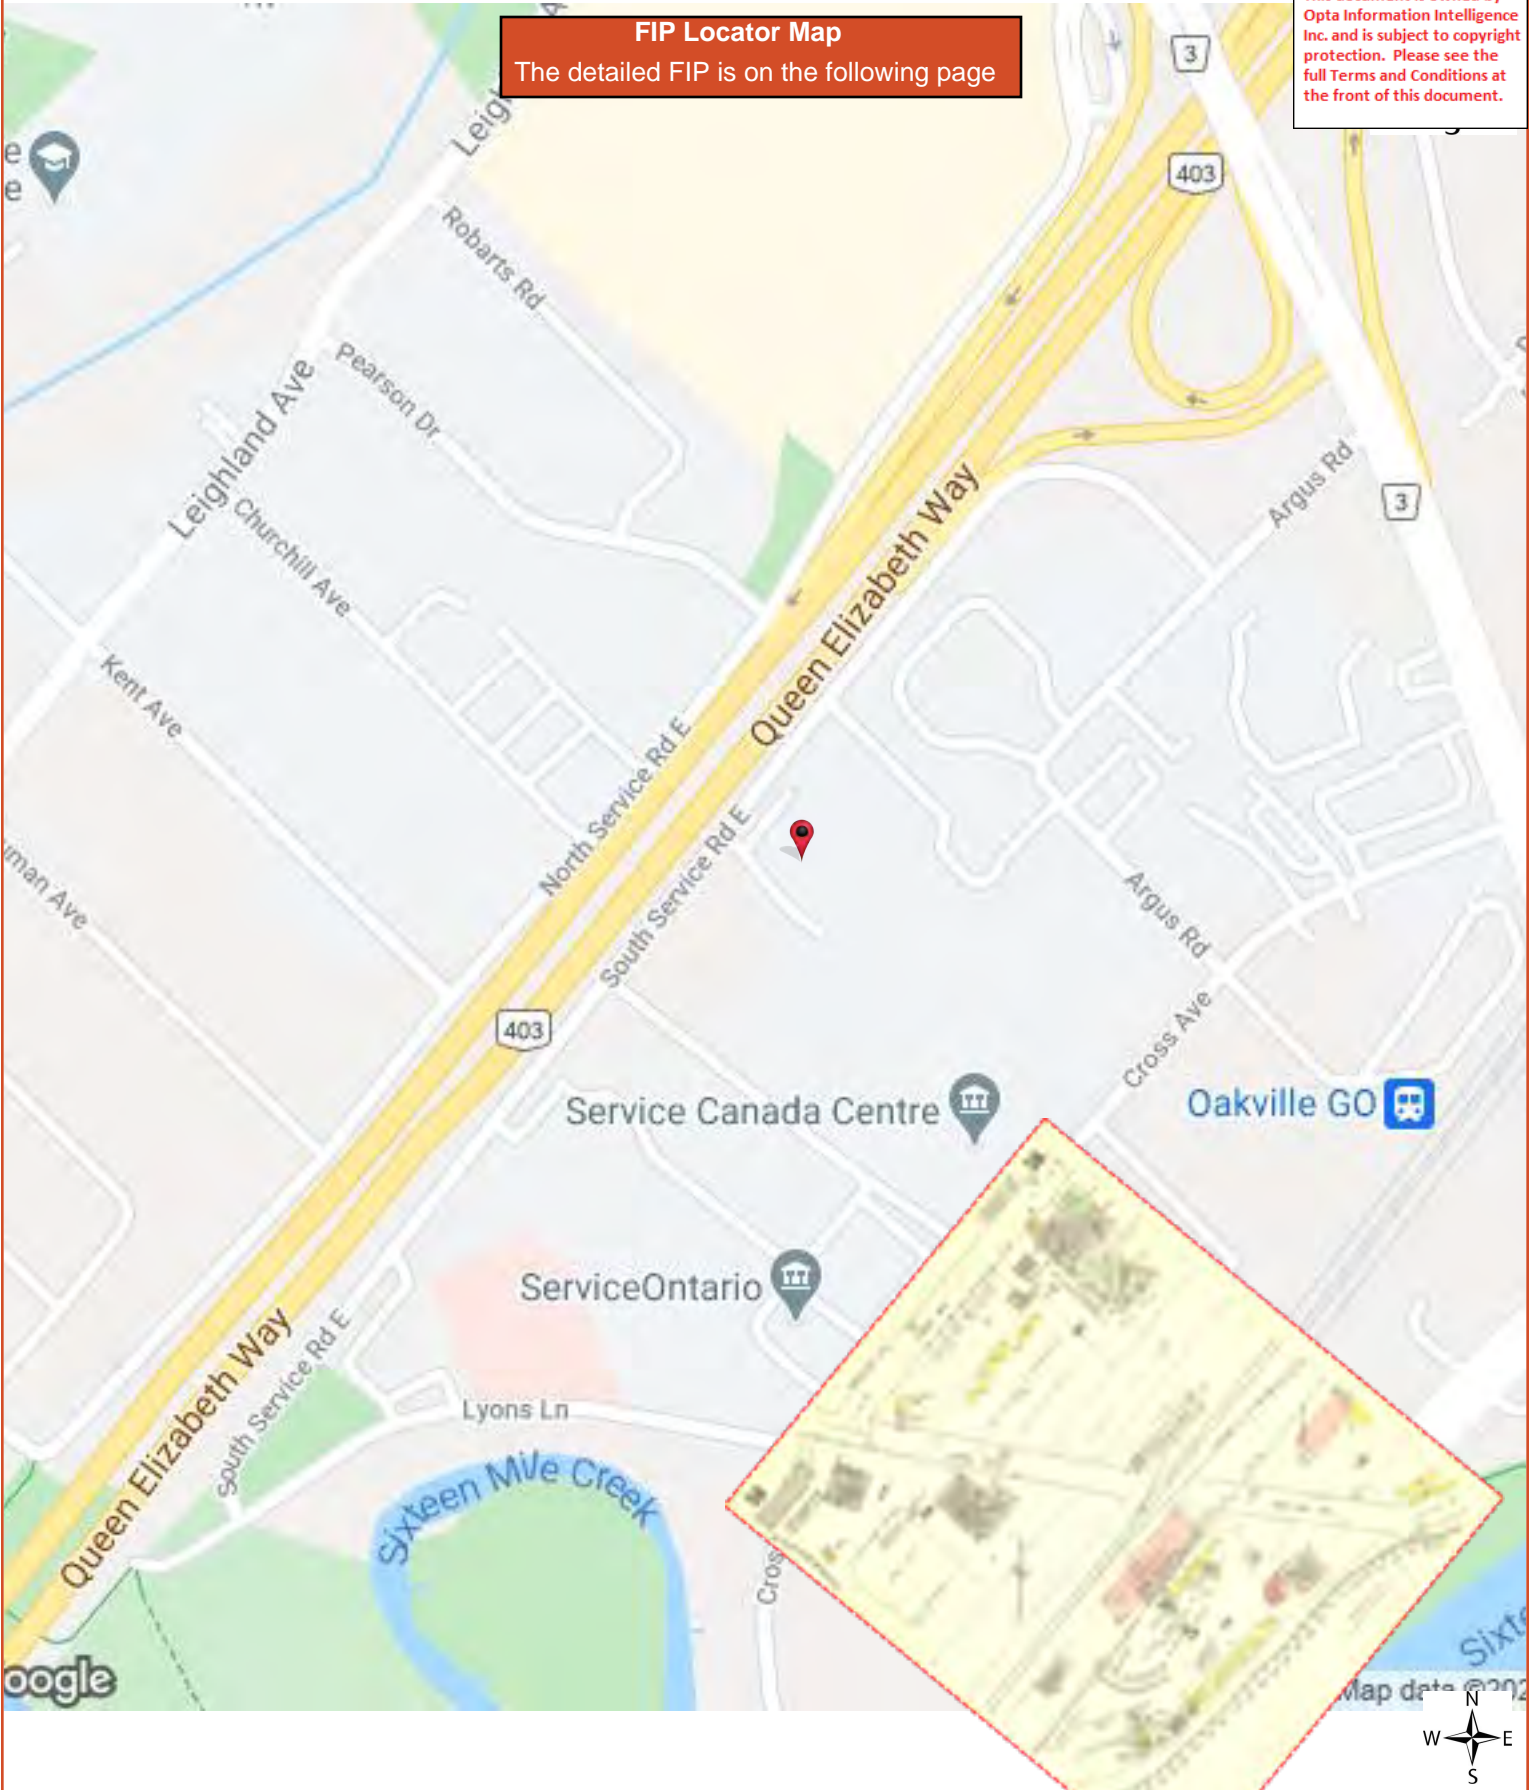 FIP Locator Map
The detailed FIP is on the following page
Opta Information Intelligence
Inc. and is subject to copyright
protection. Please see the
full Terms and Conditions at
the front of this document.
3
403
e
e
Robarts Rd
Pearson Dr
Leighland Ave
Churchill Ave
Kent Ave
Queen Elizabeth Way
Argus Rd
3
North Service Rd E
South Service Rd E
Argus Rd
403
Cross Ave
Service Canada Centre
Oakville GO
ServiceOntario
Queen Elizabeth Way
South Service Rd E
Lyons Ln
Sixteen Mile Creek
Map data
N
W E
S